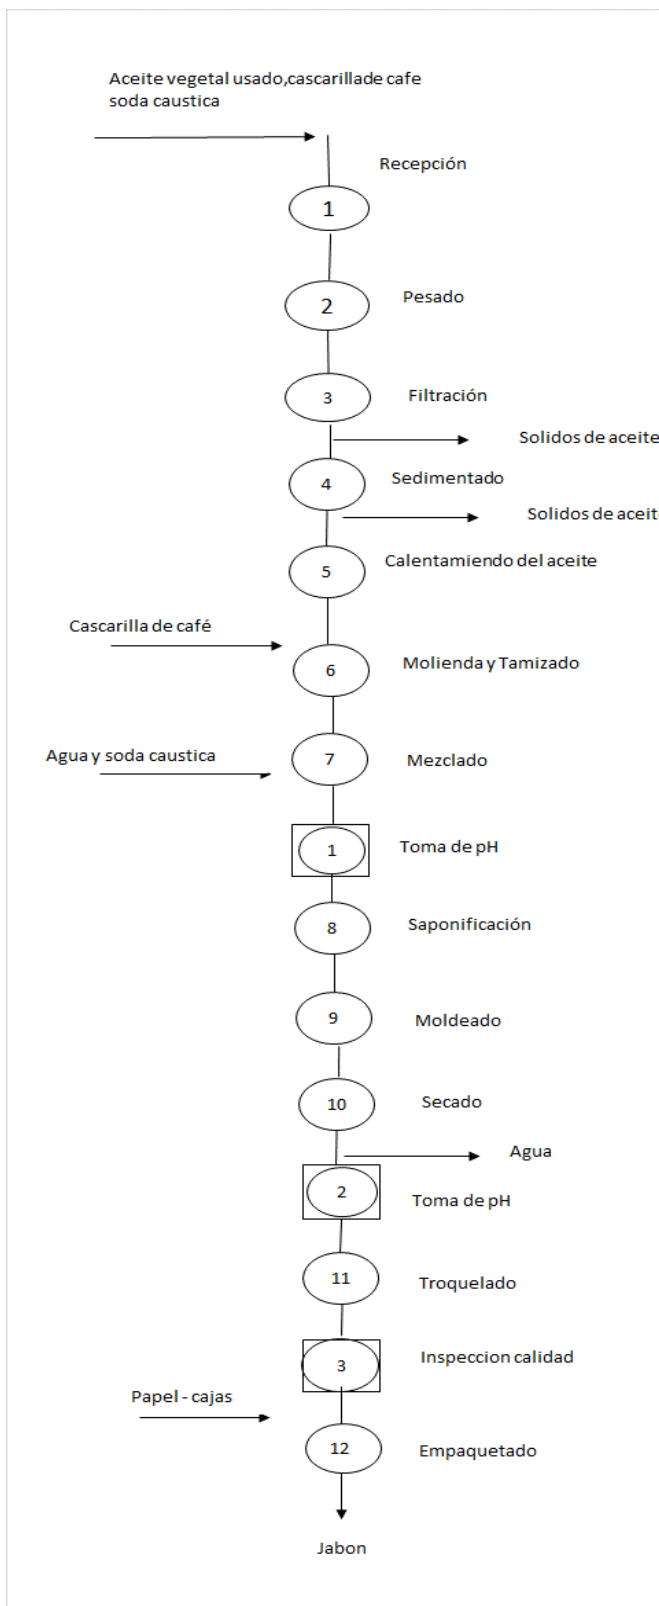 Aceite vegetal usado,cascarillade cafe
soda caustica
Recepción
1
2
Pesado
3
Filtración
Solidos de aceite
4
Sedimentado
Solidos de aceite
5
Calentamiendo del aceite
Cascarilla de café
6
Molienda y Tamizado
Agua y soda caustica
7
Mezclado
1
Toma de pH
8
Saponificación
9
Moldeado
10
Secado
Agua
2
Toma de pH
11
Troquelado
3
Inspeccion calidad
Papel - cajas
12
Empaquetado
Jabon